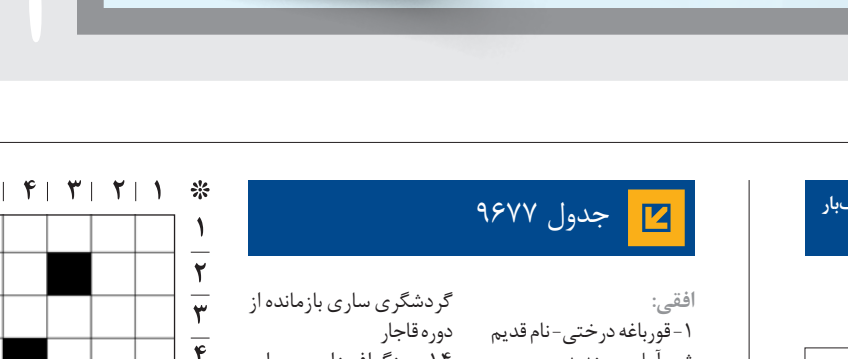 جدول ۹۶۷۷
افقی:
۱-قورباغه درختی-نام قدیم
گردشگری ساری بازمانده از
دوره قاجار
* ۱ ۲ ۳ ۴
۱
۲
۳
۴